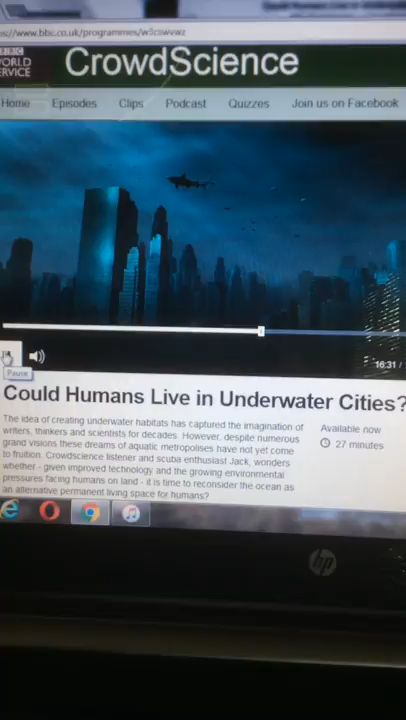 s://www.bbc.co.uk/programmes/w3cswvwz
BBC
WORLD
SERVICE
CrowdScience
Home Episodes Clips Podcast Quizzes Join us on Facebook
16:31 /
Pause
Could Humans Live in Underwater Cities?
The idea of creating underwater habitats has captured the imagination of
writers, thinkers and scientists for decades. However, despite numerous
grand visions these dreams of aquatic metropolises have not yet come
to fruition. Crowdscience listener and scuba enthusiast Jack, wonders
whether - given improved technology and the growing environmental
pressures facing humans on land - it is time to reconsider the ocean as
an alternative permanent living space for humans?
Available now
27 minutes
hp